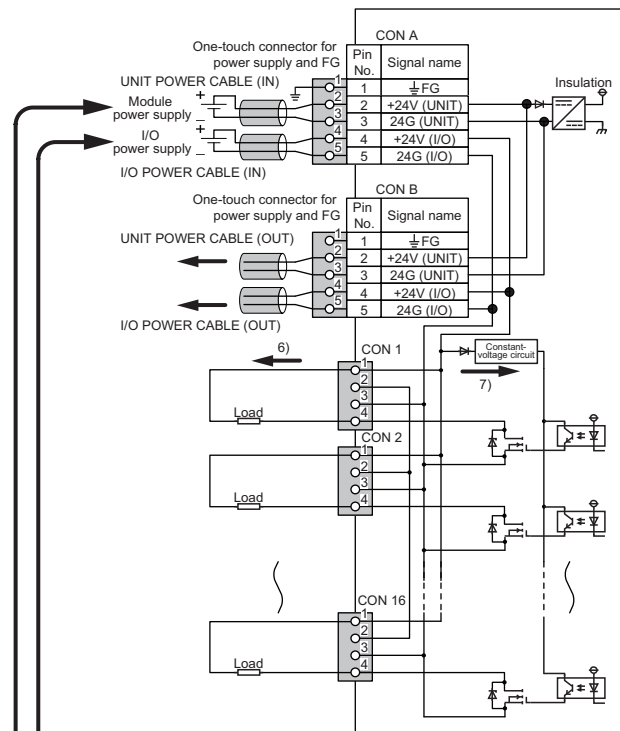 CON A
One-touch connector for
power supply and FG
Pin
No.
Signal name
Insulation
UNIT POWER CABLE (IN)
Module
power supply
+
−
I/O
power supply
+
−
I/O POWER CABLE (IN)
1
2
3
4
5
1 FG
2 +24V (UNIT)
3 24G (UNIT)
4 +24V (I/O)
5 24G (I/O)
CON B
One-touch connector for
power supply and FG
Pin
No.
Signal name
UNIT POWER CABLE (OUT)
I/O POWER CABLE (OUT)
1
2
3
4
5
1 FG
2 +24V (UNIT)
3 24G (UNIT)
4 +24V (I/O)
5 24G (I/O)
6)
CON 1
Constant-
voltage circuit
7)
1
2
3
4
Load
CON 2
1
2
3
4
Load
CON 16
1
2
3
4
Load